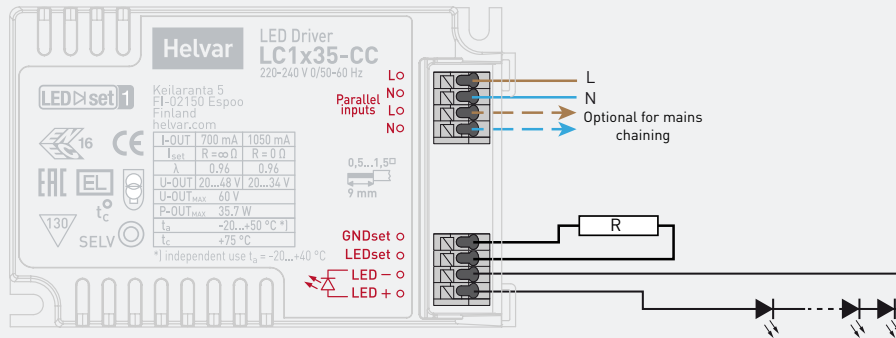 Helvar
LED Driver
LC1x35-CC
220-240 V 0/50-60 Hz
LED set 1
Keilaranta 5
FI-02150 Espoo
Finland
helvar.com
16
CE
EAC
EL
tc
130
SELV
I-OUT 700 mA 1050 mA
Iset R =∞ Ω R = 0 Ω
λ 0.96 0.96
U-OUT 20...48 V 20...34 V
U-OUTMAX 60 V
P-OUTMAX 35.7 W
ta -20...+50 °C *)
tc +75 °C
*) independent use ta = -20...+40 °C
0,5...1,5
9 mm
Parallel
inputs
L
N
L
N
GNDset
LEDset
LED –
LED +
L
N
Optional for mains
chaining
R